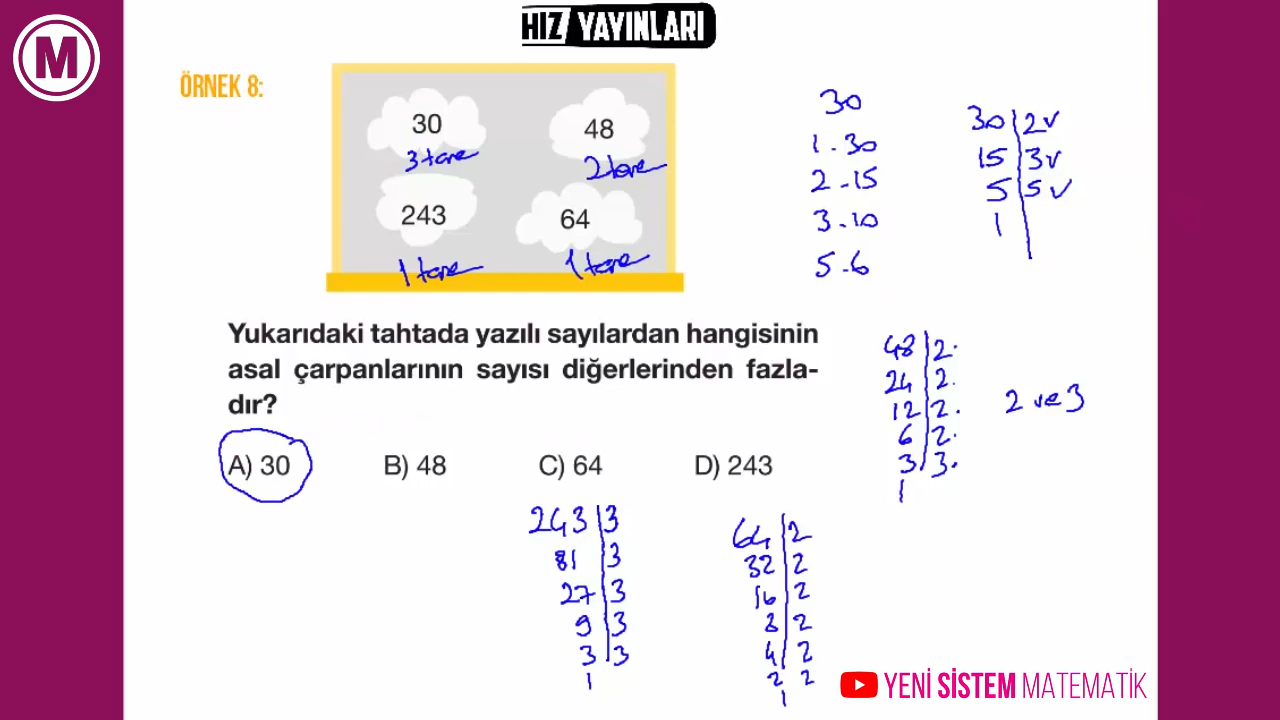 M
HIZ YAYINLARI
ÖRNEK 8:
30
3 tane
48
2 tane
243
1 tane
64
1 tane
30
1 . 30
2 . 15
3 . 10
5 . 6
30 | 2 ✓
15 | 3 ✓
5 | 5 ✓
1
Yukarıdaki tahtada yazılı sayılardan hangisinin
asal çarpanlarının sayısı diğerlerinden fazla-
dır?
A) 30 B) 48 C) 64 D) 243
48 | 2 .
24 | 2 .
12 | 2 .
6 | 2 .
3 | 3 .
1
2 ve 3
243 | 3
81 | 3
27 | 3
9 | 3
3 | 3
1
64 | 2
32 | 2
16 | 2
8 | 2
4 | 2
2 2
1
YENİ SİSTEM MATEMATİK